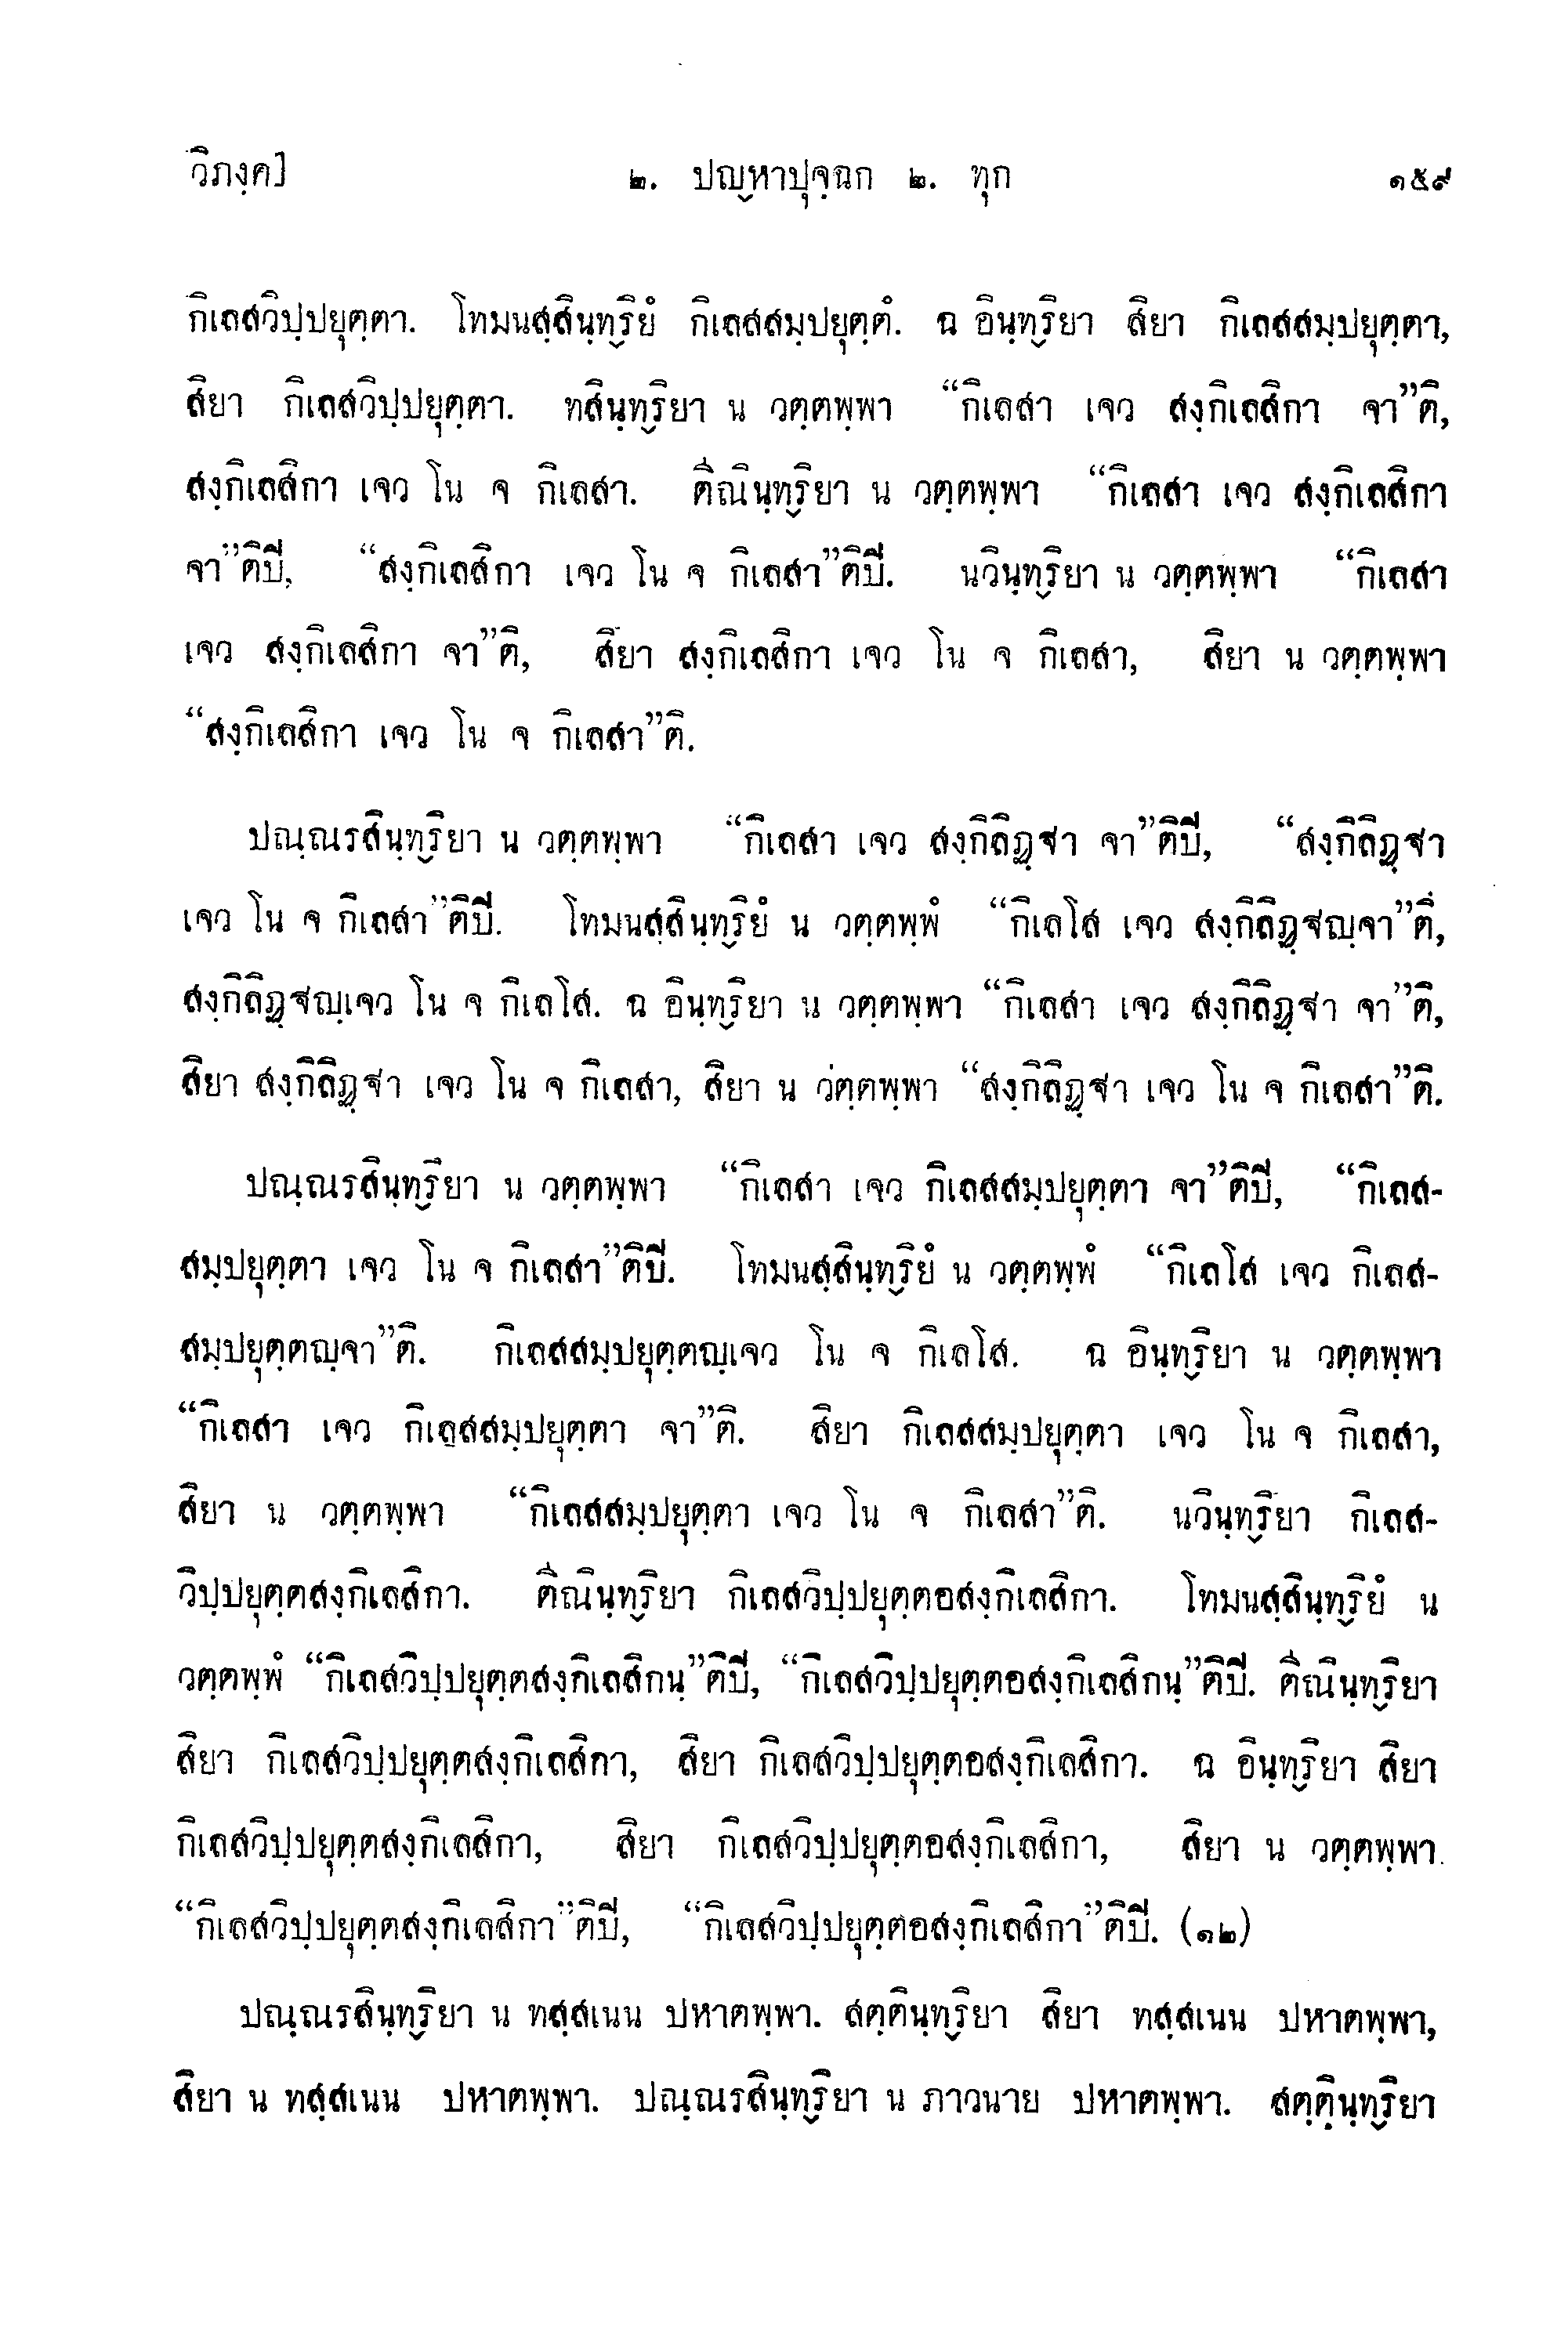 วิภงฺค]	๒. ปญฺหาปุจฺฉก ๒. ทุก	๑๕๙
กิเลสวิปฺปยุตฺตา. โทมนสฺสินฺทฺริยํ กิเลสสมฺปยุตฺตํ. ฉ อินฺทฺริยา สิยา กิเลสสมฺปยุตฺตา,
สิยา กิเลสวิปฺปยุตฺตา. ทสินฺทฺริยา น วตฺตพฺพา “กิเลสา เจว สงฺกิเลสิกา จา”ติ,
สงฺกิเลสิกา เจว โน จ กิเลสา. ตีณินฺทฺริยา น วตฺตพฺพา “กิเลสา เจว สงฺกิเลสิกา
จา”ติปี, “สงฺกิเลสิกา เจว โน จ กิเลสา”ติปี. นวินฺทฺริยา น วตฺตพฺพา “กิเลสา
เจว สงฺกิเลสิกา จา”ติ, สิยา สงฺกิเลสิกา เจว โน จ กิเลสา, สิยา น วตฺตพฺพา
“สงฺกิเลสิกา เจว โน จ กิเลสา”ติ.
ปณฺณรสินฺทฺริยา น วตฺตพฺพา “กิเลสา เจว สงฺกิลิฏฺฐา จา”ติปี, “สงฺกิลิฏฺฐา
เจว โน จ กิเลสา”ติปี. โทมนสฺสินฺทฺริยํ น วตฺตพฺพํ “กิเลโส เจว สงฺกิลิฏฺฐญฺจา”ติ,
สงฺกิลิฏฺฐญฺเจว โน จ กิเลโส. ฉ อินฺทฺริยา น วตฺตพฺพา “กิเลสา เจว สงฺกิลิฏฺฐา จา”ติ,
สิยา สงฺกิลิฏฺฐา เจว โน จ กิเลสา, สิยา น วตฺตพฺพา “สงฺกิลิฏฺฐา เจว โน จ กิเลสา”ติ.
ปณฺณรสินฺทฺริยา น วตฺตพฺพา “กิเลสา เจว กิเลสสมฺปยุตฺตา จา”ติปี, “กิเลส-
สมฺปยุตฺตา เจว โน จ กิเลสา”ติปี. โทมนสฺสินฺทฺริยํ น วตฺตพฺพํ “กิเลโส เจว กิเลส-
สมฺปยุตฺตญฺจา”ติ. กิเลสสมฺปยุตฺตญฺเจว โน จ กิเลโส. ฉ อินฺทฺริยา น วตฺตพฺพา
“กิเลสา เจว กิเลสสมฺปยุตฺตา จา”ติ. สิยา กิเลสสมฺปยุตฺตา เจว โน จ กิเลสา,
สิยา น วตฺตพฺพา “กิเลสสมฺปยุตฺตา เจว โน จ กิเลสา”ติ. นวินฺทฺริยา กิเลส-
วิปฺปยุตฺตสงฺกิเลสิกา. ตีณินฺทฺริยา กิเลสวิปฺปยุตฺตอสงฺกิเลสิกา. โทมนสฺสินฺทฺริยํ น
วตฺตพฺพํ “กิเลสวิปฺปยุตฺตสงฺกิเลสิกนฺ”ติปี, “กิเลสวิปฺปยุตฺตอสงฺกิเลสิกนฺ”ติปี. ตีณินฺทฺริยา
สิยา กิเลสวิปฺปยุตฺตสงฺกิเลสิกา, สิยา กิเลสวิปฺปยุตฺตอสงฺกิเลสิกา. ฉ อินฺทฺริยา สิยา
กิเลสวิปฺปยุตฺตสงฺกิเลสิกา, สิยา กิเลสวิปฺปยุตฺตอสงฺกิเลสิกา, สิยา น วตฺตพฺพา
“กิเลสวิปฺปยุตฺตสงฺกิเลสิกา”ติปี, “กิเลสวิปฺปยุตฺตอสงฺกิเลสิกา”ติปี. (๑๒)
ปณฺณรสินฺทฺริยา น ทสฺสเนน ปหาตพฺพา. สตฺตินฺทฺริยา สิยา ทสฺสเนน ปหาตพฺพา,
สิยา น ทสฺสเนน ปหาตพฺพา. ปณฺณรสินฺทฺริยา น ภาวนาย ปหาตพฺพา. สตฺตินฺทฺริยา